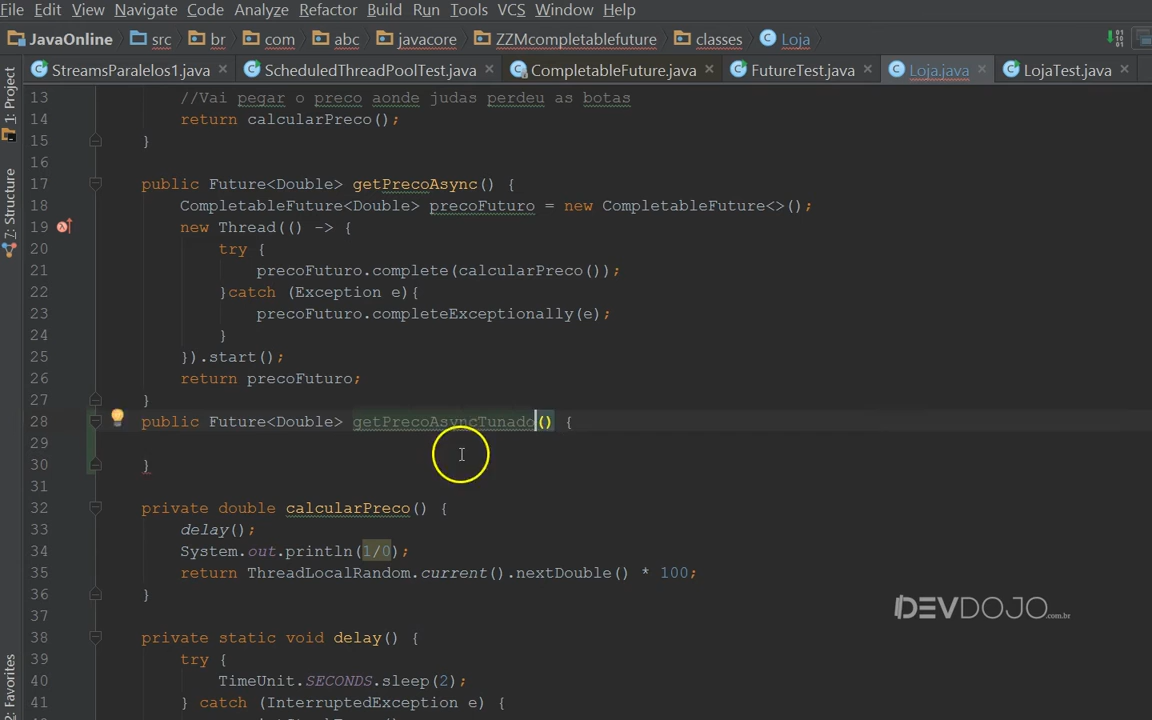 File Edit View Navigate Code Analyze Refactor Build Run Tools VCS Window Help
JavaOnline src br com abc javacore ZZMcompletablefuture classes Loja
StreamsParalelos1.java ScheduledThreadPoolTest.java CompletableFuture.java FutureTest.java Loja.java LojaTest.java
1: Project
7: Structure
2: Favorites
13 //Vai pegar o preco aonde judas perdeu as botas
14 return calcularPreco();
15 }
16
17 public Future<Double> getPrecoAsync() {
18 CompletableFuture<Double> precoFuturo = new CompletableFuture<>();
19 new Thread(() -> {
20 try {
21 precoFuturo.complete(calcularPreco());
22 }catch (Exception e){
23 precoFuturo.completeExceptionally(e);
24 }
25 }).start();
26 return precoFuturo;
27 }
28 public Future<Double> getPrecoAsyncTunado() {
29
30 }
31
32 private double calcularPreco() {
33 delay();
34 System.out.println(1/0);
35 return ThreadLocalRandom.current().nextDouble() * 100;
36 }
37
38 private static void delay() {
39 try {
40 TimeUnit.SECONDS.sleep(2);
41 } catch (InterruptedException e) {
DEVDOJO.com.br